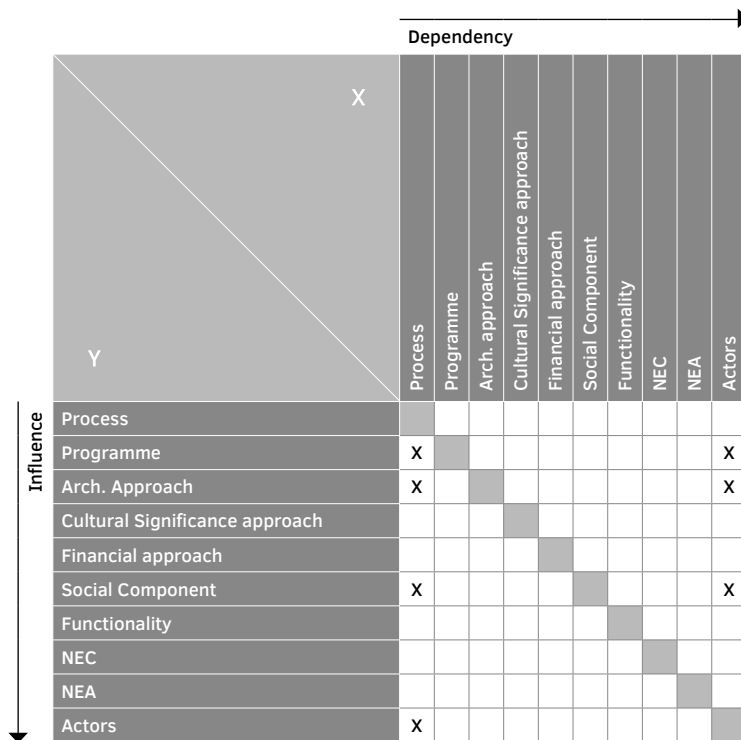 Dependency
X
Y
Process
Programme
Arch. approach
Cultural Significance approach
Financial approach
Social Component
Functionality
NEC
NEA
Actors
Influence
Process
Programme X X
Arch. Approach X X
Cultural Significance approach
Financial approach
Social Component X X
Functionality
NEC
NEA
Actors X